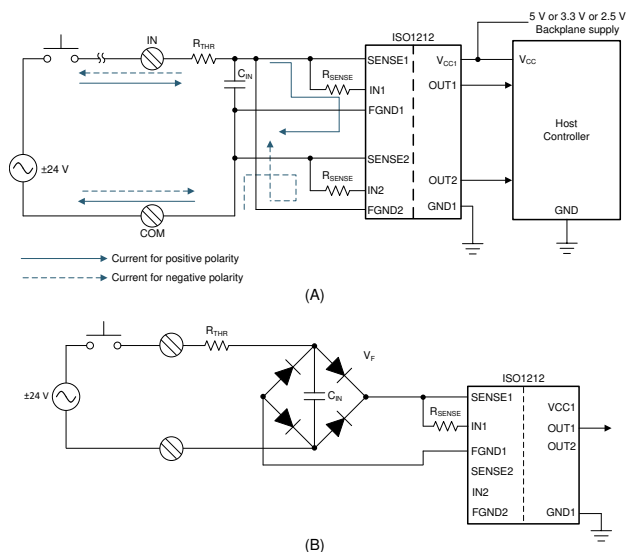 5 V or 3.3 V or 2.5 V
Backplane supply
IN
RTHR
ISO1212
SENSE1
VCC1
VCC
CIN
RSENSE
IN1
OUT1
FGND1
Host
Controller
±24 V
SENSE2
RSENSE
IN2
OUT2
FGND2
GND1
GND
COM
Current for positive polarity
Current for negative polarity
(A)
RTHR
VF
ISO1212
±24 V
CIN
SENSE1
VCC1
RSENSE
IN1
OUT1
FGND1
OUT2
SENSE2
IN2
FGND2
GND1
(B)